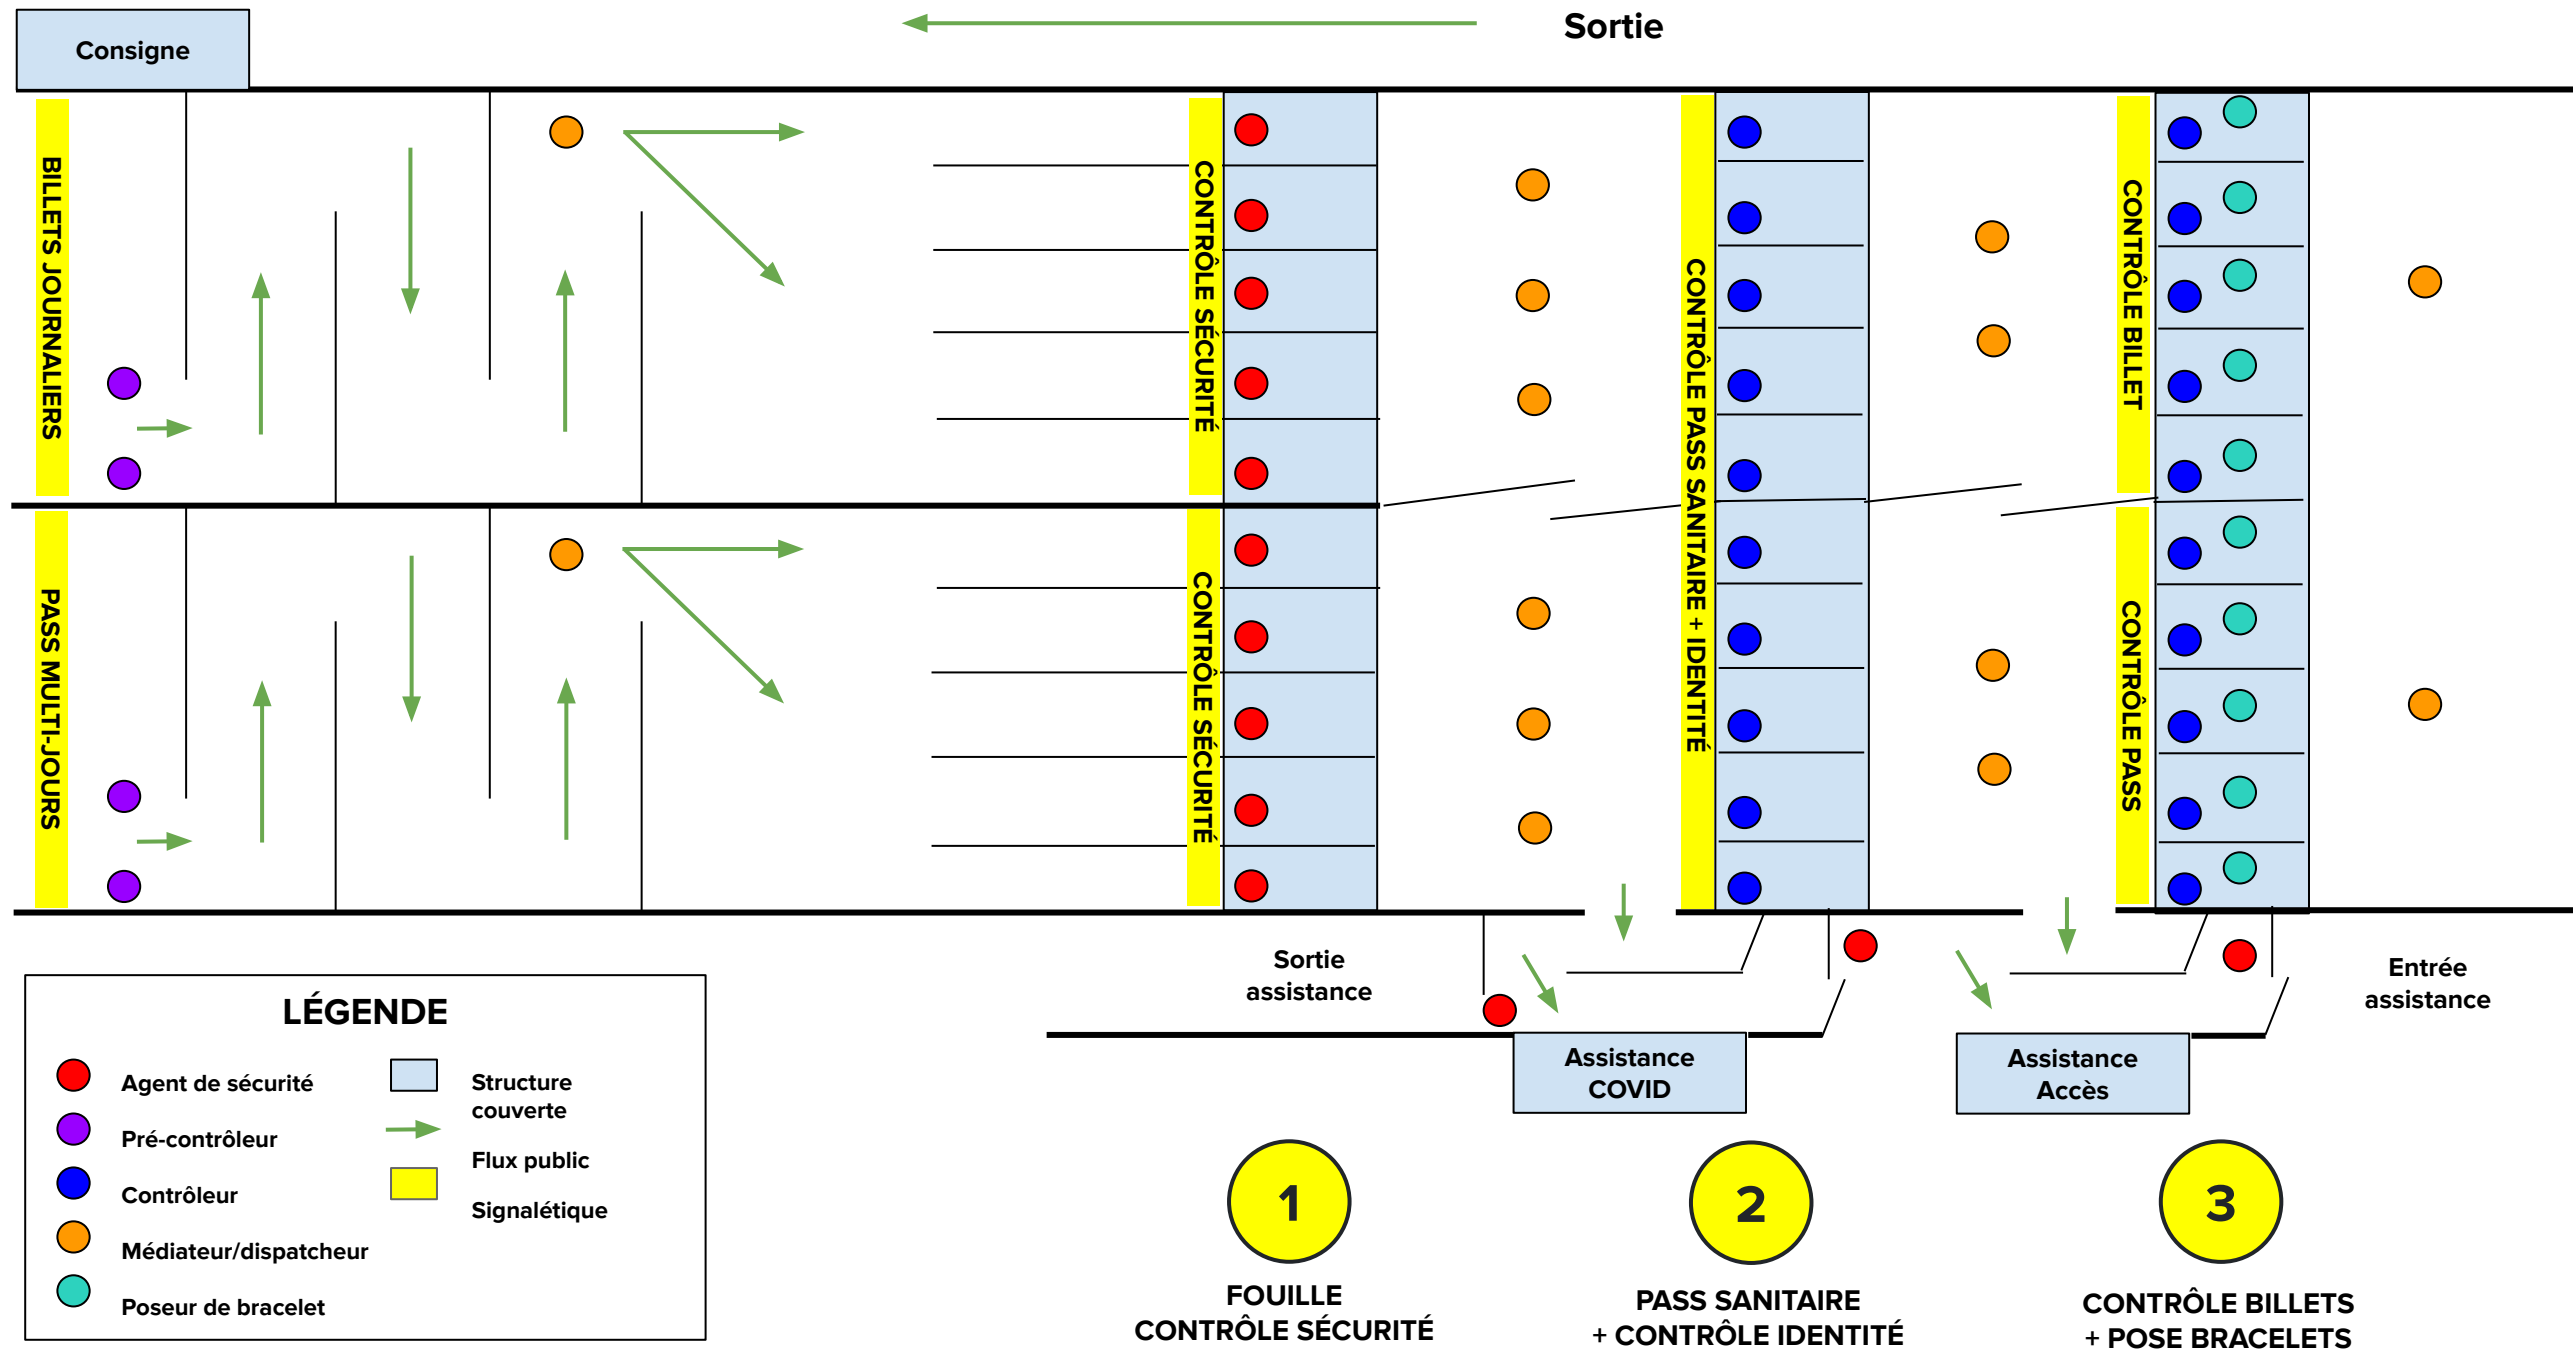 Sortie
Consigne
BILLETS JOURNALIERS
CONTRÔLE SÉCURITÉ
CONTRÔLE PASS SANITAIRE + IDENTITÉ
CONTRÔLE BILLET
PASS MULTI-JOURS
CONTRÔLE SÉCURITÉ
CONTRÔLE PASS
Sortie
assistance
Entrée
assistance
Assistance
COVID
Assistance
Accès
LÉGENDE
Agent de sécurité
Pré-contrôleur
Contrôleur
Médiateur/dispatcheur
Poseur de bracelet
Structure
couverte
Flux public
Signalétique
1
FOUILLE
CONTRÔLE SÉCURITÉ
2
PASS SANITAIRE
+ CONTRÔLE IDENTITÉ
3
CONTRÔLE BILLETS
+ POSE BRACELETS